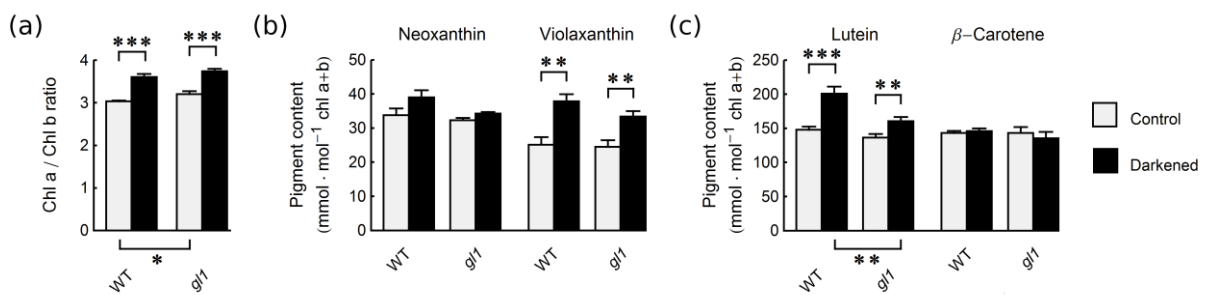 (a)
***
***
Chl a / Chl b ratio
4
3
2
1
0
WT
gl1
*
(b)
Neoxanthin
Violaxanthin
Pigment content
(mmol · mol⁻¹ chl a+b)
50
40
30
20
10
0
**
**
WT
gl1
WT
gl1
(c)
Lutein
β–Carotene
Pigment content
(mmol · mol⁻¹ chl a+b)
250
200
150
100
50
0
***
**
WT
gl1
WT
gl1
**
Control
Darkened